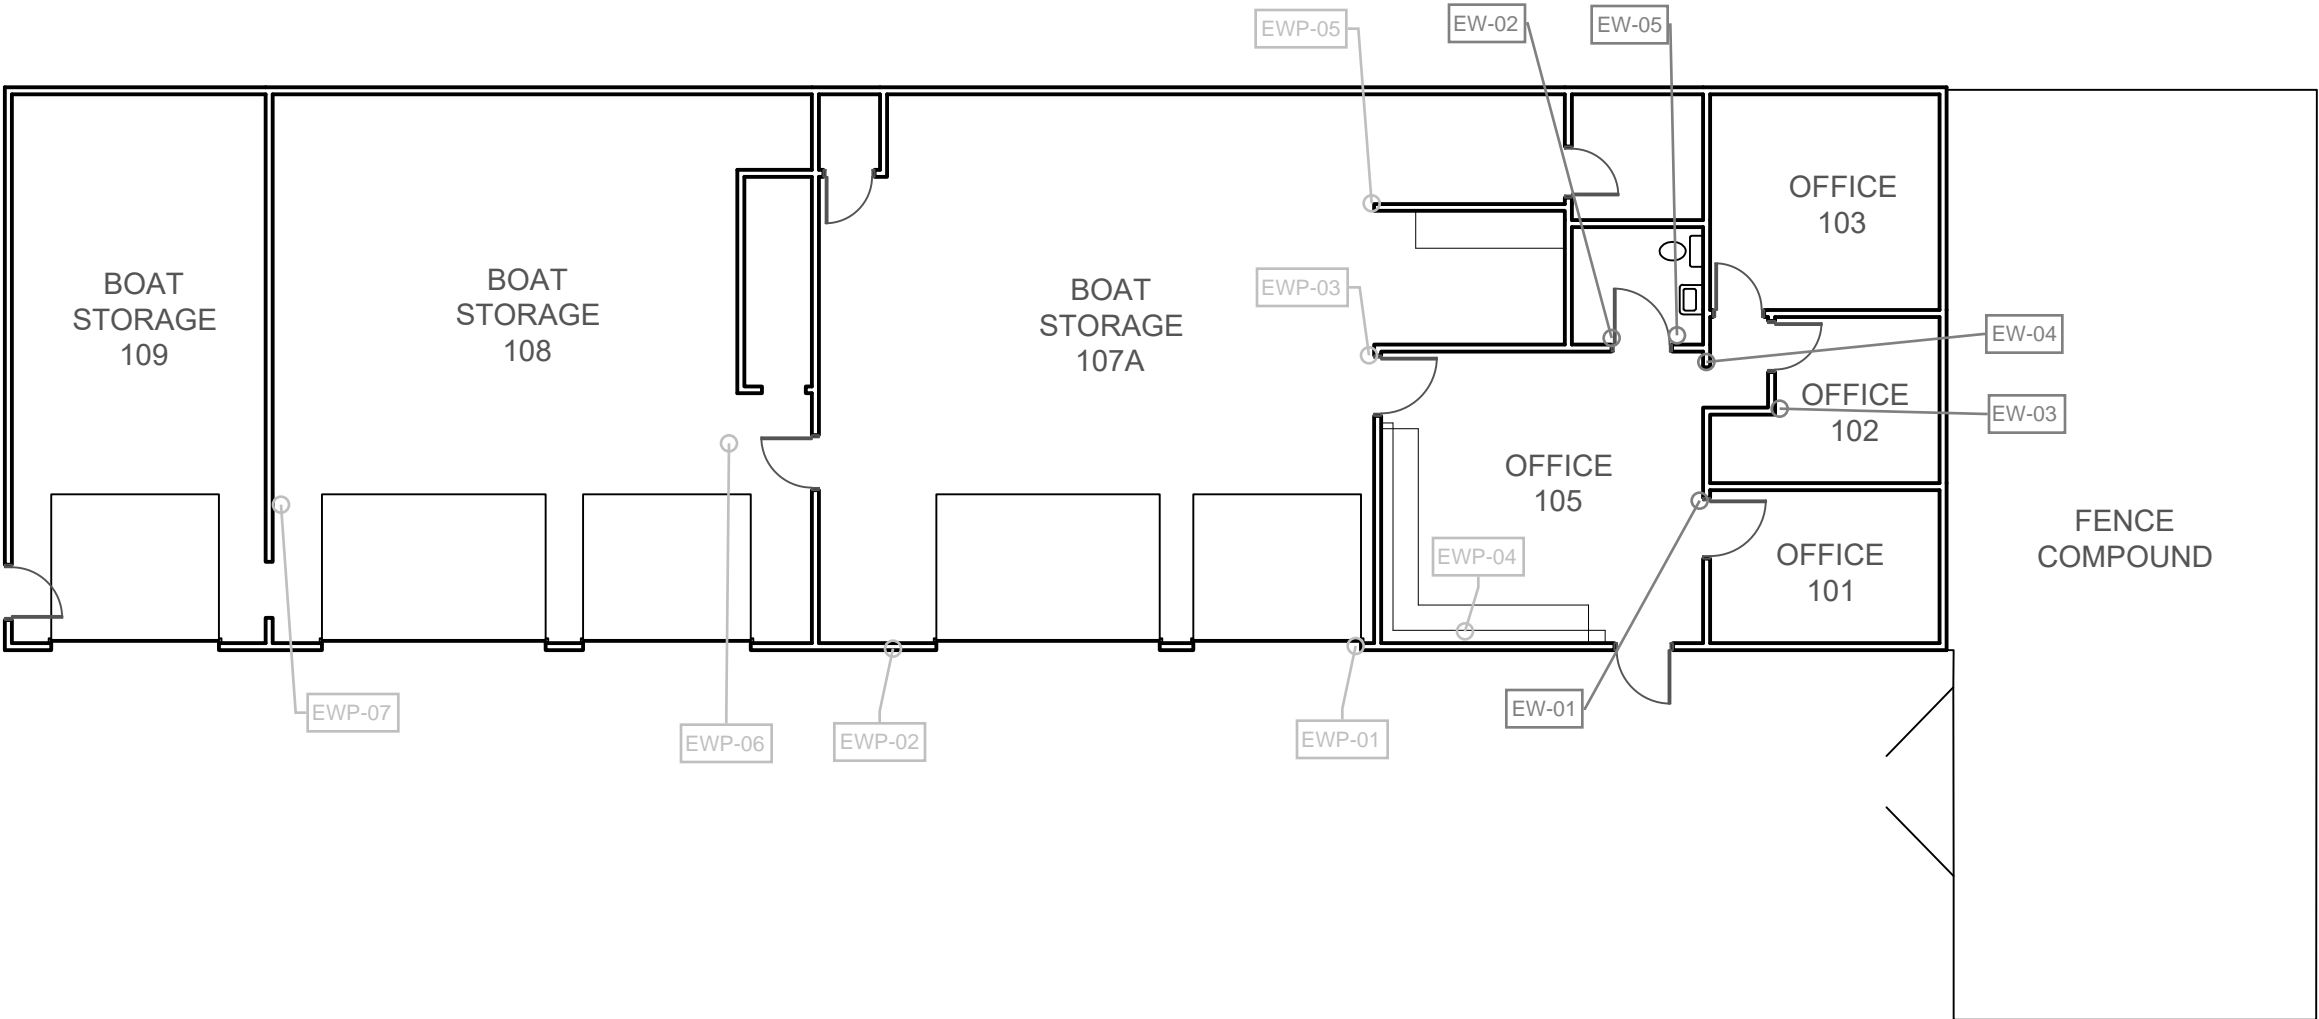 EWP-05
EW-02
EW-05
OFFICE
103
BOAT
STORAGE
109
BOAT
STORAGE
108
BOAT
STORAGE
107A
EWP-03
EW-04
OFFICE
102
EW-03
OFFICE
105
FENCE
COMPOUND
EWP-04
OFFICE
101
EWP-07
EWP-06
EWP-02
EWP-01
EW-01